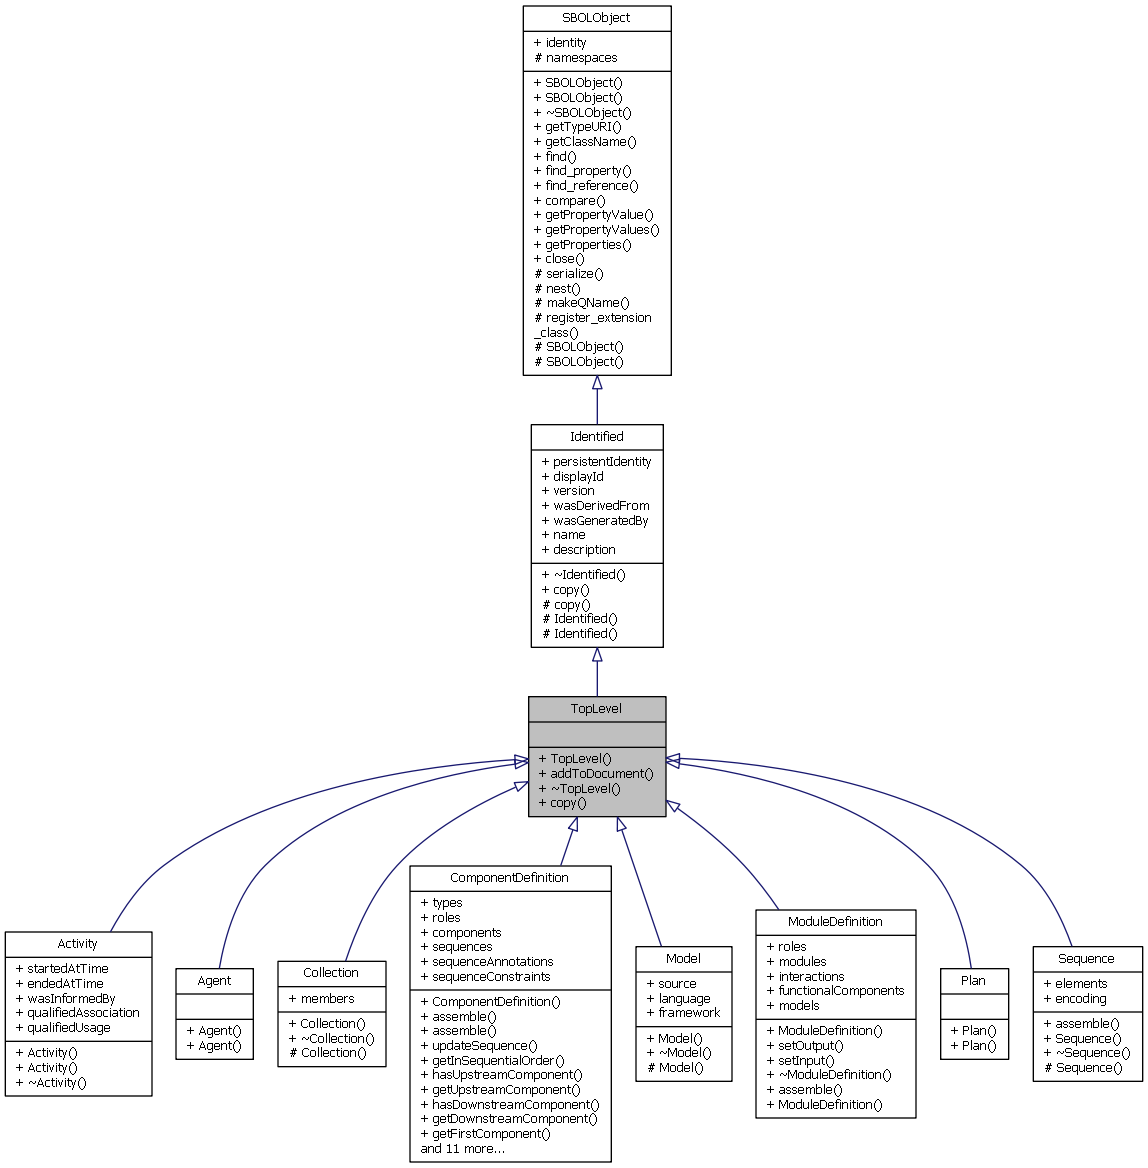 SBOLObject
+ identity
# namespaces
+ SBOLObject()
+ SBOLObject()
+ ~SBOLObject()
+ getTypeURI()
+ getClassName()
+ find()
+ find_property()
+ find_reference()
+ compare()
+ getPropertyValue()
+ getPropertyValues()
+ getProperties()
+ close()
# serialize()
# nest()
# makeQName()
# register_extension
_class()
# SBOLObject()
# SBOLObject()
Identified
+ persistentIdentity
+ displayId
+ version
+ wasDerivedFrom
+ wasGeneratedBy
+ name
+ description
+ ~Identified()
+ copy()
# copy()
# Identified()
# Identified()
TopLevel
+ TopLevel()
+ addToDocument()
+ ~TopLevel()
+ copy()
Activity
+ startedAtTime
+ endedAtTime
+ wasInformedBy
+ qualifiedAssociation
+ qualifiedUsage
+ Activity()
+ Activity()
+ ~Activity()
Agent
+ Agent()
+ Agent()
Collection
+ members
+ Collection()
+ ~Collection()
# Collection()
ComponentDefinition
+ types
+ roles
+ components
+ sequences
+ sequenceAnnotations
+ sequenceConstraints
+ ComponentDefinition()
+ assemble()
+ assemble()
+ updateSequence()
+ getInSequentialOrder()
+ hasUpstreamComponent()
+ getUpstreamComponent()
+ hasDownstreamComponent()
+ getDownstreamComponent()
+ getFirstComponent()
and 11 more...
Model
+ source
+ language
+ framework
+ Model()
+ ~Model()
# Model()
ModuleDefinition
+ roles
+ modules
+ interactions
+ functionalComponents
+ models
+ ModuleDefinition()
+ setOutput()
+ setInput()
+ ~ModuleDefinition()
+ assemble()
+ ModuleDefinition()
Plan
+ Plan()
+ Plan()
Sequence
+ elements
+ encoding
+ assemble()
+ Sequence()
+ ~Sequence()
# Sequence()